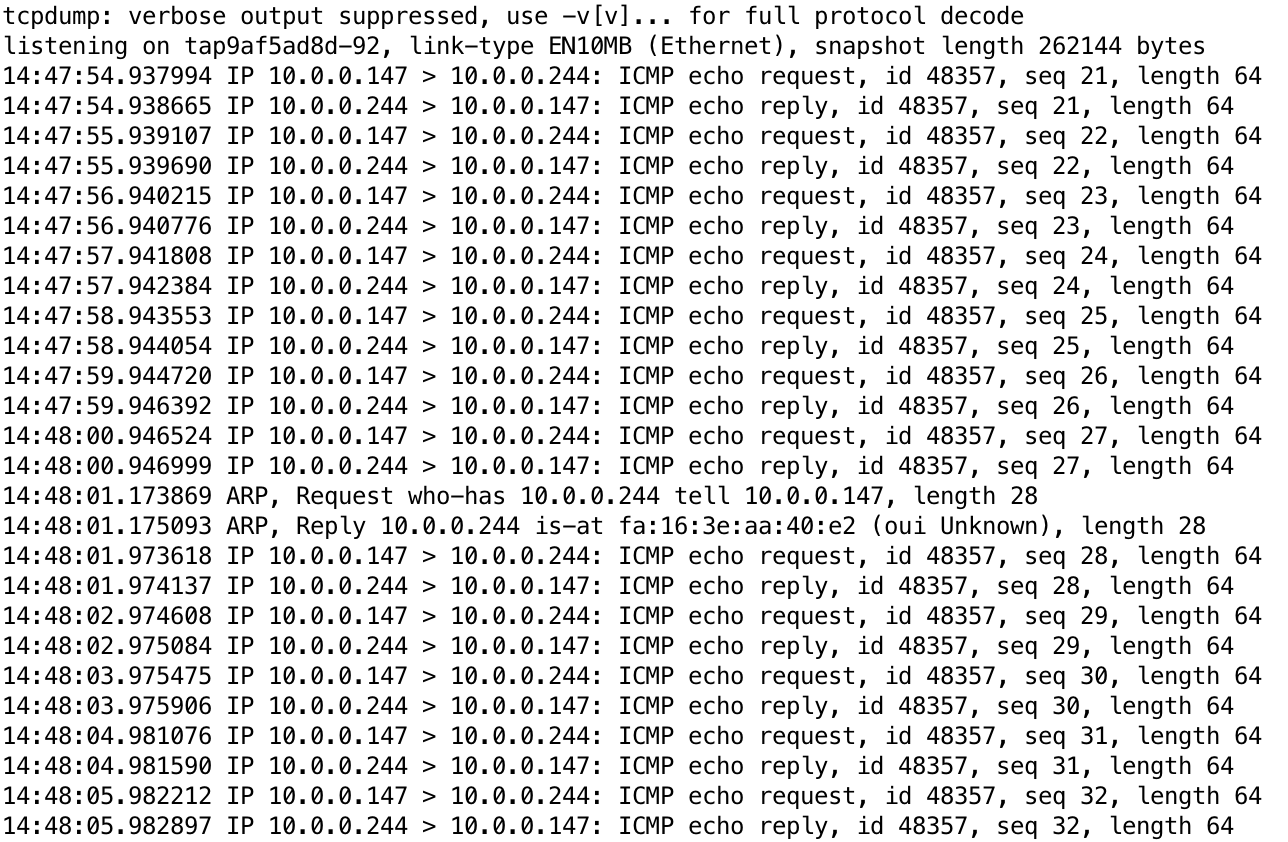 tcpdump: verbose output suppressed, use -v[v]... for full protocol decode
listening on tap9af5ad8d-92, link-type EN10MB (Ethernet), snapshot length 262144 bytes
14:47:54.937994 IP 10.0.0.147 > 10.0.0.244: ICMP echo request, id 48357, seq 21, length 64
14:47:54.938665 IP 10.0.0.244 > 10.0.0.147: ICMP echo reply, id 48357, seq 21, length 64
14:47:55.939107 IP 10.0.0.147 > 10.0.0.244: ICMP echo request, id 48357, seq 22, length 64
14:47:55.939690 IP 10.0.0.244 > 10.0.0.147: ICMP echo reply, id 48357, seq 22, length 64
14:47:56.940215 IP 10.0.0.147 > 10.0.0.244: ICMP echo request, id 48357, seq 23, length 64
14:47:56.940776 IP 10.0.0.244 > 10.0.0.147: ICMP echo reply, id 48357, seq 23, length 64
14:47:57.941808 IP 10.0.0.147 > 10.0.0.244: ICMP echo request, id 48357, seq 24, length 64
14:47:57.942384 IP 10.0.0.244 > 10.0.0.147: ICMP echo reply, id 48357, seq 24, length 64
14:47:58.943553 IP 10.0.0.147 > 10.0.0.244: ICMP echo request, id 48357, seq 25, length 64
14:47:58.944054 IP 10.0.0.244 > 10.0.0.147: ICMP echo reply, id 48357, seq 25, length 64
14:47:59.944720 IP 10.0.0.147 > 10.0.0.244: ICMP echo request, id 48357, seq 26, length 64
14:47:59.946392 IP 10.0.0.244 > 10.0.0.147: ICMP echo reply, id 48357, seq 26, length 64
14:48:00.946524 IP 10.0.0.147 > 10.0.0.244: ICMP echo request, id 48357, seq 27, length 64
14:48:00.946999 IP 10.0.0.244 > 10.0.0.147: ICMP echo reply, id 48357, seq 27, length 64
14:48:01.173869 ARP, Request who-has 10.0.0.244 tell 10.0.0.147, length 28
14:48:01.175093 ARP, Reply 10.0.0.244 is-at fa:16:3e:aa:40:e2 (oui Unknown), length 28
14:48:01.973618 IP 10.0.0.147 > 10.0.0.244: ICMP echo request, id 48357, seq 28, length 64
14:48:01.974137 IP 10.0.0.244 > 10.0.0.147: ICMP echo reply, id 48357, seq 28, length 64
14:48:02.974608 IP 10.0.0.147 > 10.0.0.244: ICMP echo request, id 48357, seq 29, length 64
14:48:02.975084 IP 10.0.0.244 > 10.0.0.147: ICMP echo reply, id 48357, seq 29, length 64
14:48:03.975475 IP 10.0.0.147 > 10.0.0.244: ICMP echo request, id 48357, seq 30, length 64
14:48:03.975906 IP 10.0.0.244 > 10.0.0.147: ICMP echo reply, id 48357, seq 30, length 64
14:48:04.981076 IP 10.0.0.147 > 10.0.0.244: ICMP echo request, id 48357, seq 31, length 64
14:48:04.981590 IP 10.0.0.244 > 10.0.0.147: ICMP echo reply, id 48357, seq 31, length 64
14:48:05.982212 IP 10.0.0.147 > 10.0.0.244: ICMP echo request, id 48357, seq 32, length 64
14:48:05.982897 IP 10.0.0.244 > 10.0.0.147: ICMP echo reply, id 48357, seq 32, length 64